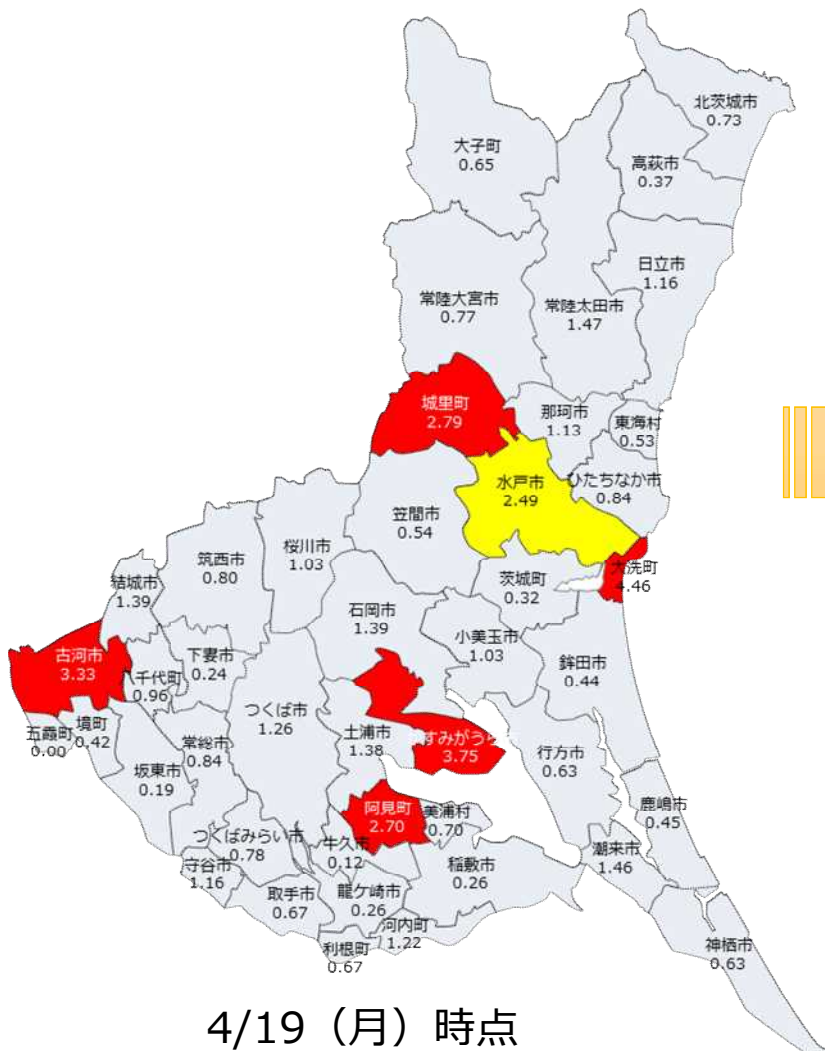 北茨城市
0.73
大子町
0.65
高萩市
0.37
日立市
1.16
常陸大宮市
0.77
常陸太田市
1.47
城里町
2.79
那珂市
1.13
東海村
0.53
水戸市
2.49
ひたちなか市
0.84
笠間市
0.54
桜川市
1.03
筑西市
0.80
結城市
1.39
茨城町
0.32
大洗町
4.46
石岡市
1.39
小美玉市
1.03
鉾田市
0.44
古河市
3.33
八千代町
0.96
下妻市
0.24
つくば市
1.26
土浦市
1.38
すみがうら
3.75
行方市
0.63
五霞町
0.00
境町
0.42
坂東市
0.19
常総市
0.84
阿見町
2.70
美浦村
0.70
鹿嶋市
0.45
つくばみらい市
0.78
牛久市
0.12
守谷市
1.16
取手市
0.67
龍ケ崎市
0.26
稲敷市
0.26
潮来市
1.46
河内町
1.22
利根町
0.67
神栖市
0.63
4/19（月）時点